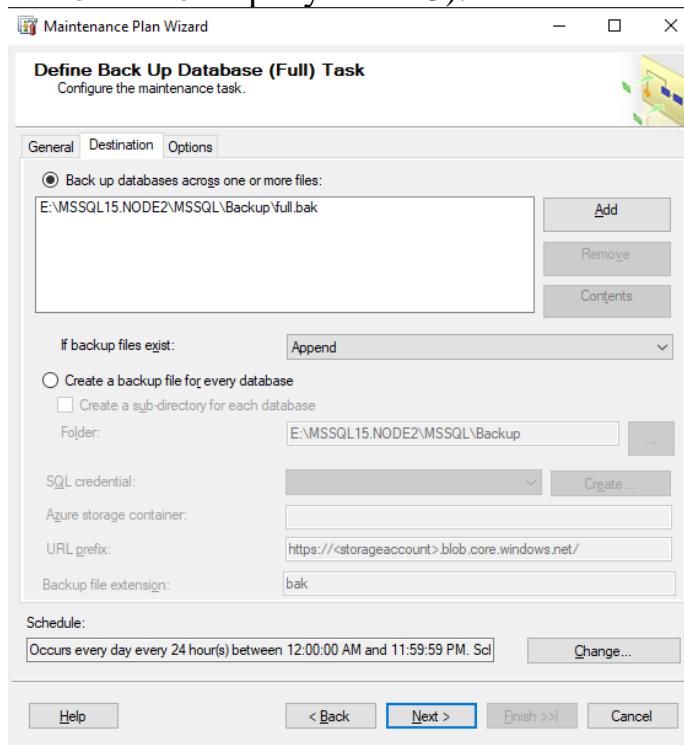 Maintenance Plan Wizard
Define Back Up Database (Full) Task
Configure the maintenance task.
General Destination Options
Back up databases across one or more files:
E:\MSSQL15.NODE2\MSSQL\Backup\full.bak
Add
Remove
Contents
If backup files exist: Append
Create a backup file for every database
Create a sub-directory for each database
Folder: E:\MSSQL15.NODE2\MSSQL\Backup ...
SQL credential: Create...
Azure storage container:
URL prefix: https://<storageaccount>.blob.core.windows.net/
Backup file extension: bak
Schedule:
Occurs every day every 24 hour(s) between 12:00:00 AM and 11:59:59 PM. Scl Change...
Help < Back Next > Finish >>| Cancel